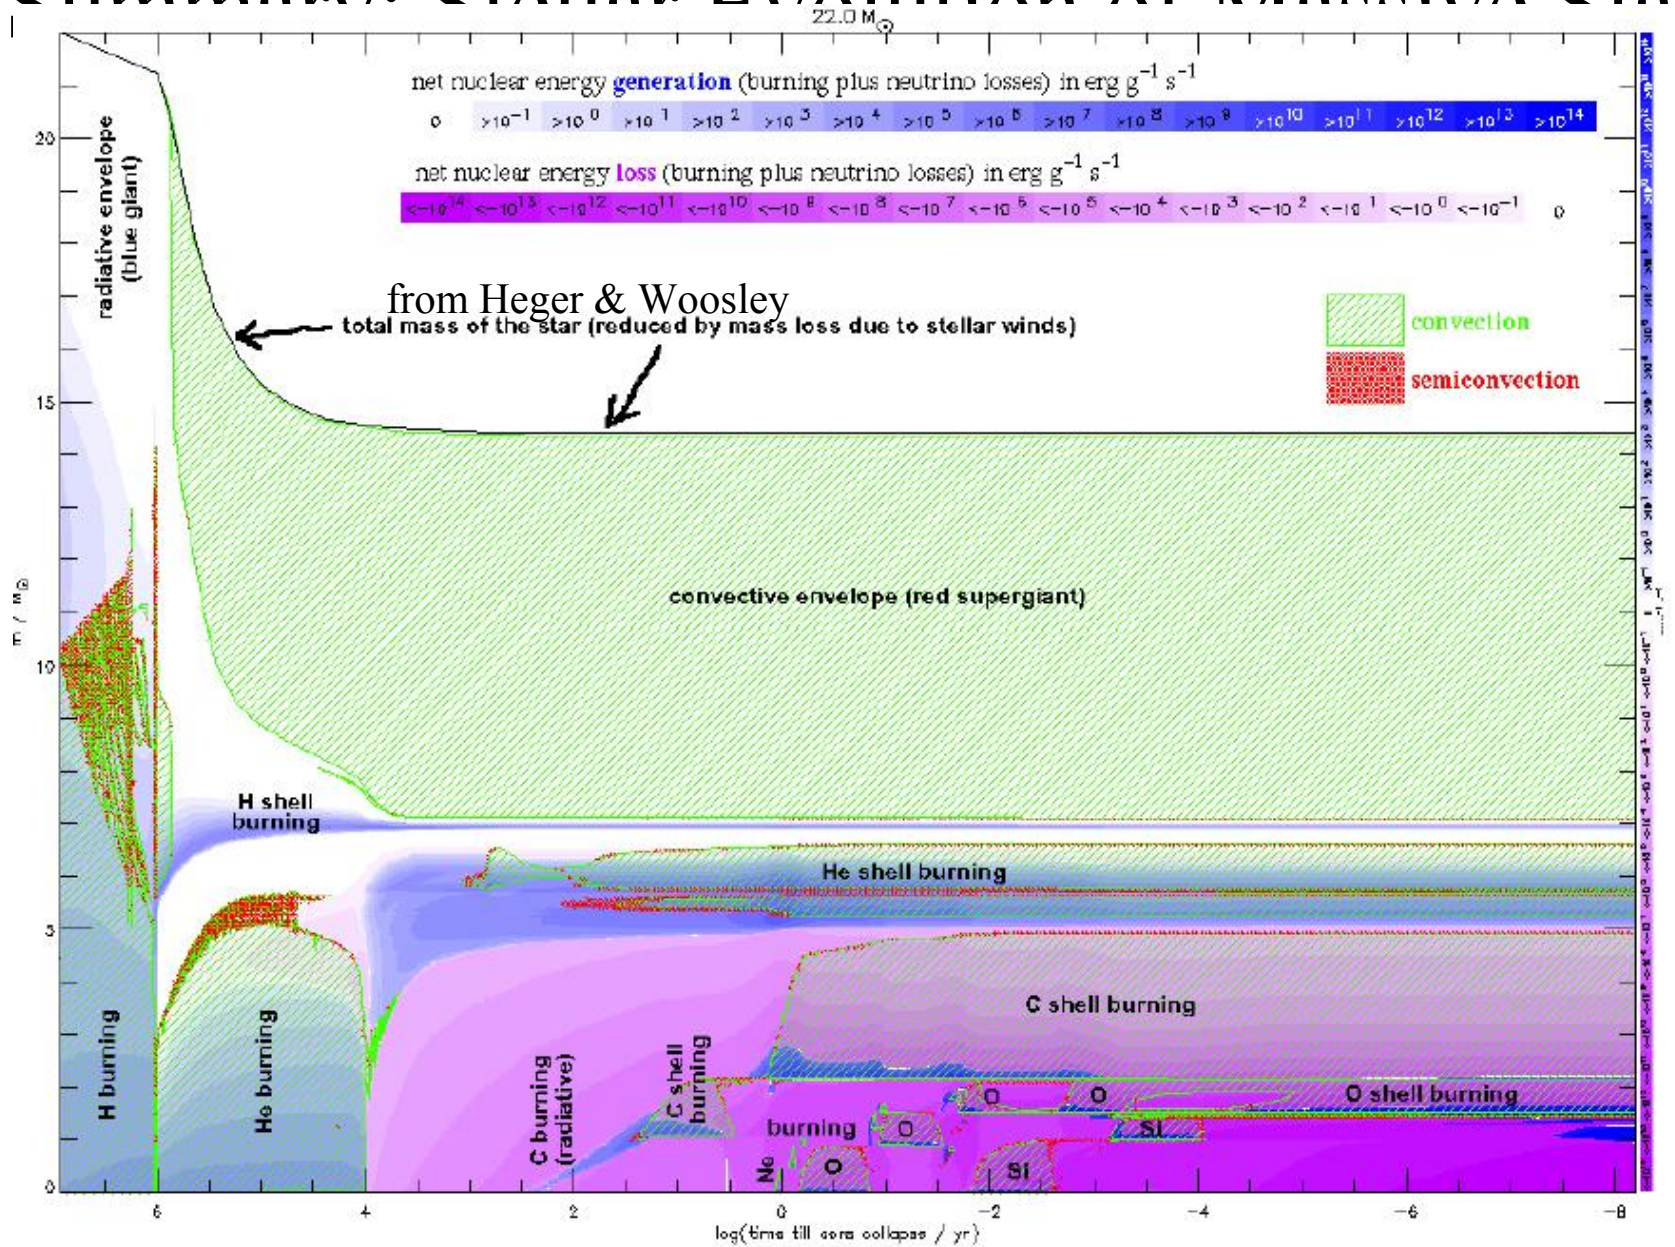 Summary: Stellar Evolution of Massive St
22.0 M☉
net nuclear energy generation (burning plus neutrino losses) in erg g⁻¹ s⁻¹
0 >10⁻¹ >10⁰ >10¹ >10² >10³ >10⁴ >10⁵ >10⁶ >10⁷ >10⁸ >10⁹ >10¹⁰ >10¹¹ >10¹² >10¹³ >10¹⁴
net nuclear energy loss (burning plus neutrino losses) in erg g⁻¹ s⁻¹
<-10¹⁴ <-10¹³ <-10¹² <-10¹¹ <-10¹⁰ <-10⁹ <-10⁸ <-10⁷ <-10⁶ <-10⁵ <-10⁴ <-10³ <-10² <-10¹ <-10⁰ <-10⁻¹ 0
radiative envelope
(blue giant)
from Heger & Woosley
total mass of the star (reduced by mass loss due to stellar winds)
convection
semiconvection
convective envelope (red supergiant)
H shell
burning
He shell burning
C shell burning
H burning
He burning
C burning
(radiative)
C shell
burning
Ne
burning
O
O
O
O
O shell burning
Si
Si
20
15
10
5
0
m / M☉
6 4 2 0 -2 -4 -6 -8
log(time till core collapse / yr)